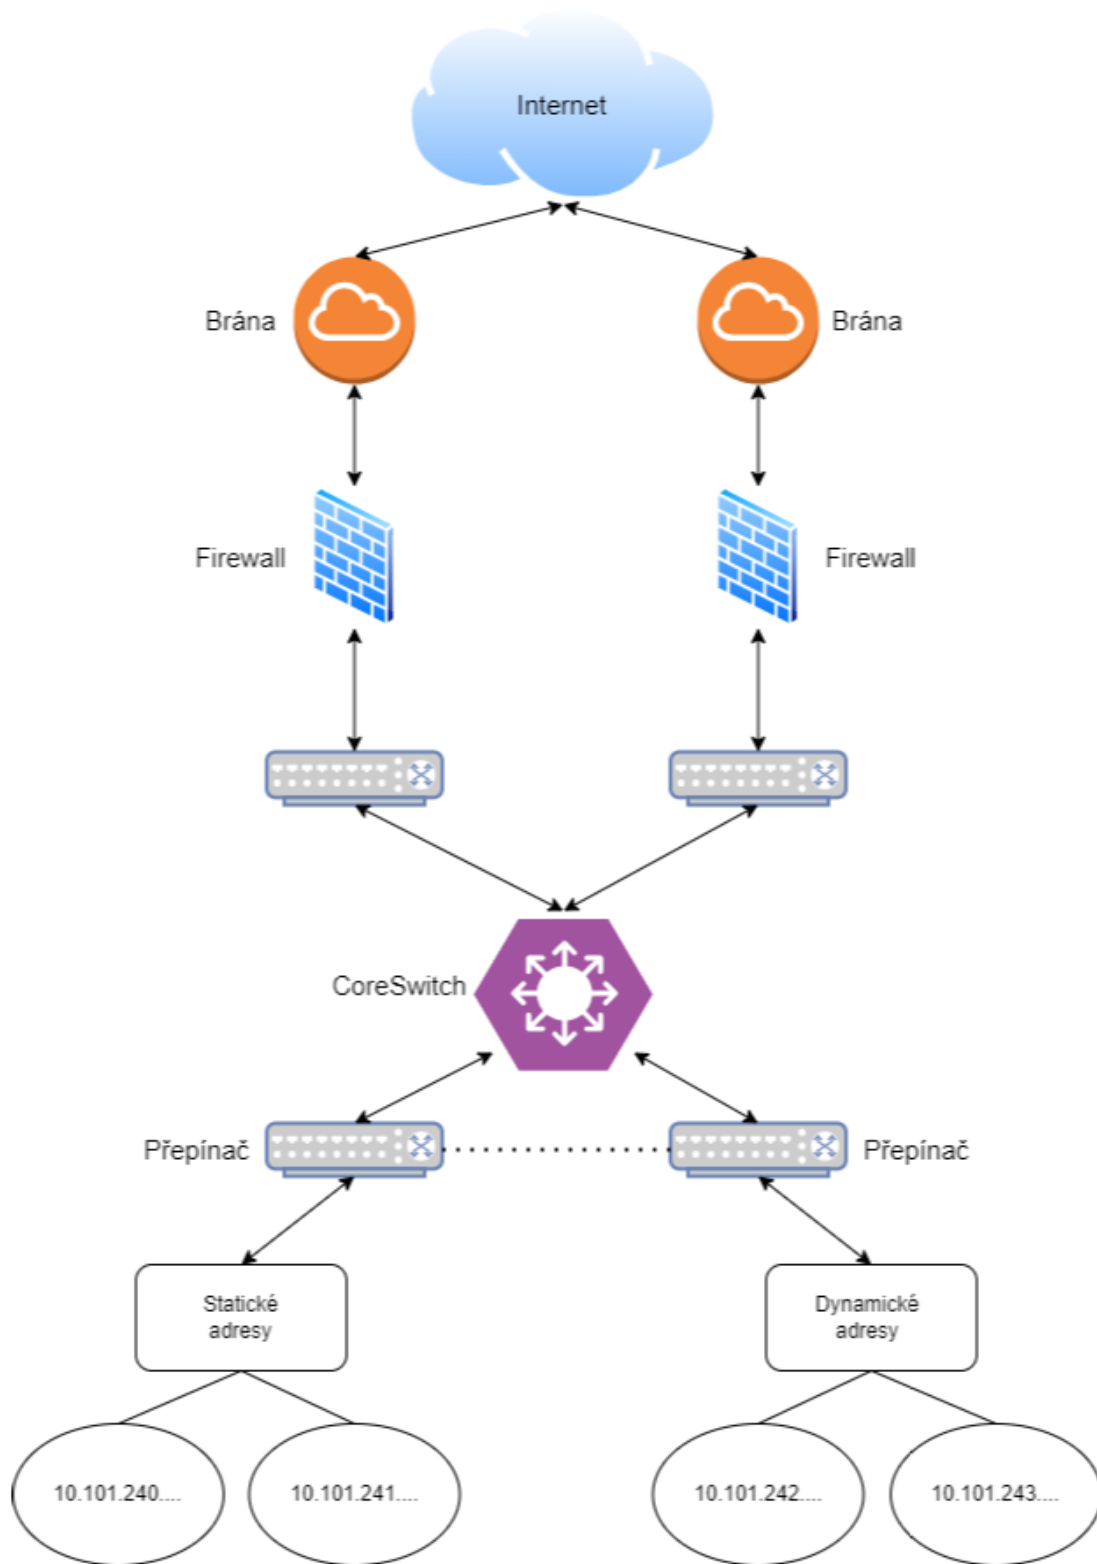 Internet
Brána
Brána
Firewall
Firewall
CoreSwitch
Přepínač
Přepínač
Statické
adresy
Dynamické
adresy
10.101.240....
10.101.241....
10.101.242....
10.101.243....